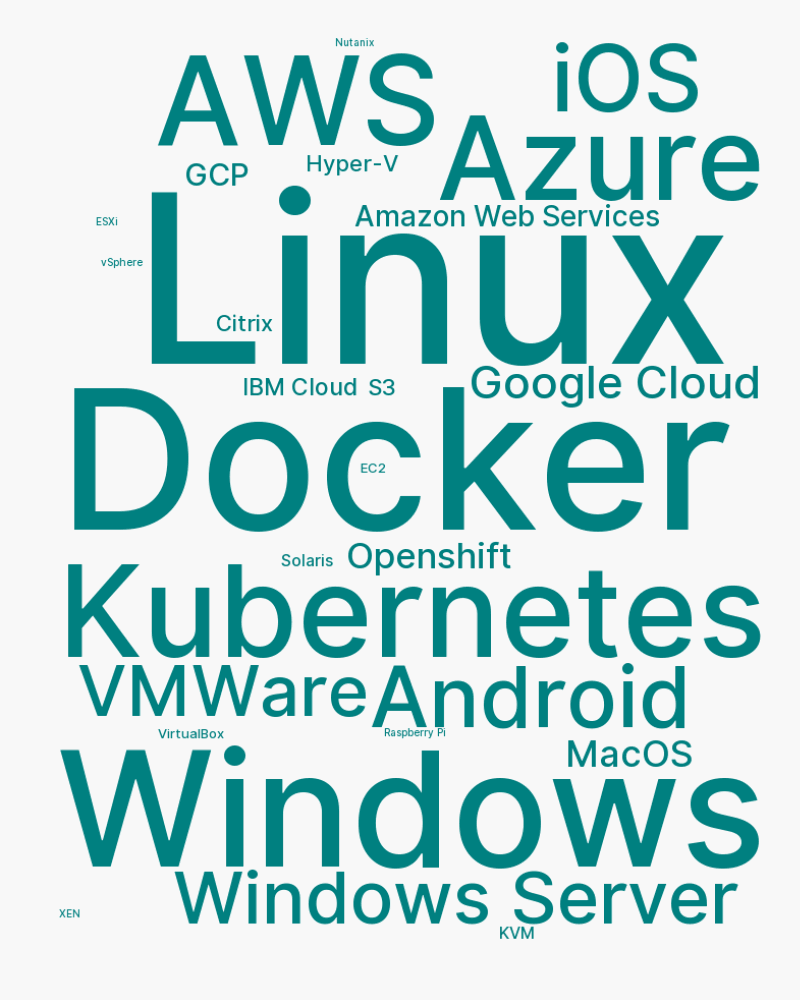 Nutanix
AWS
iOS
Azure
GCP
Hyper-V
Amazon Web Services
ESXi
Linux
vSphere
Citrix
IBM Cloud
S3
Google Cloud
Docker
EC2
Solaris
Openshift
Kubernetes
VMWare
Android
VirtualBox
Raspberry Pi
MacOS
Windows
Windows Server
XEN
KVM